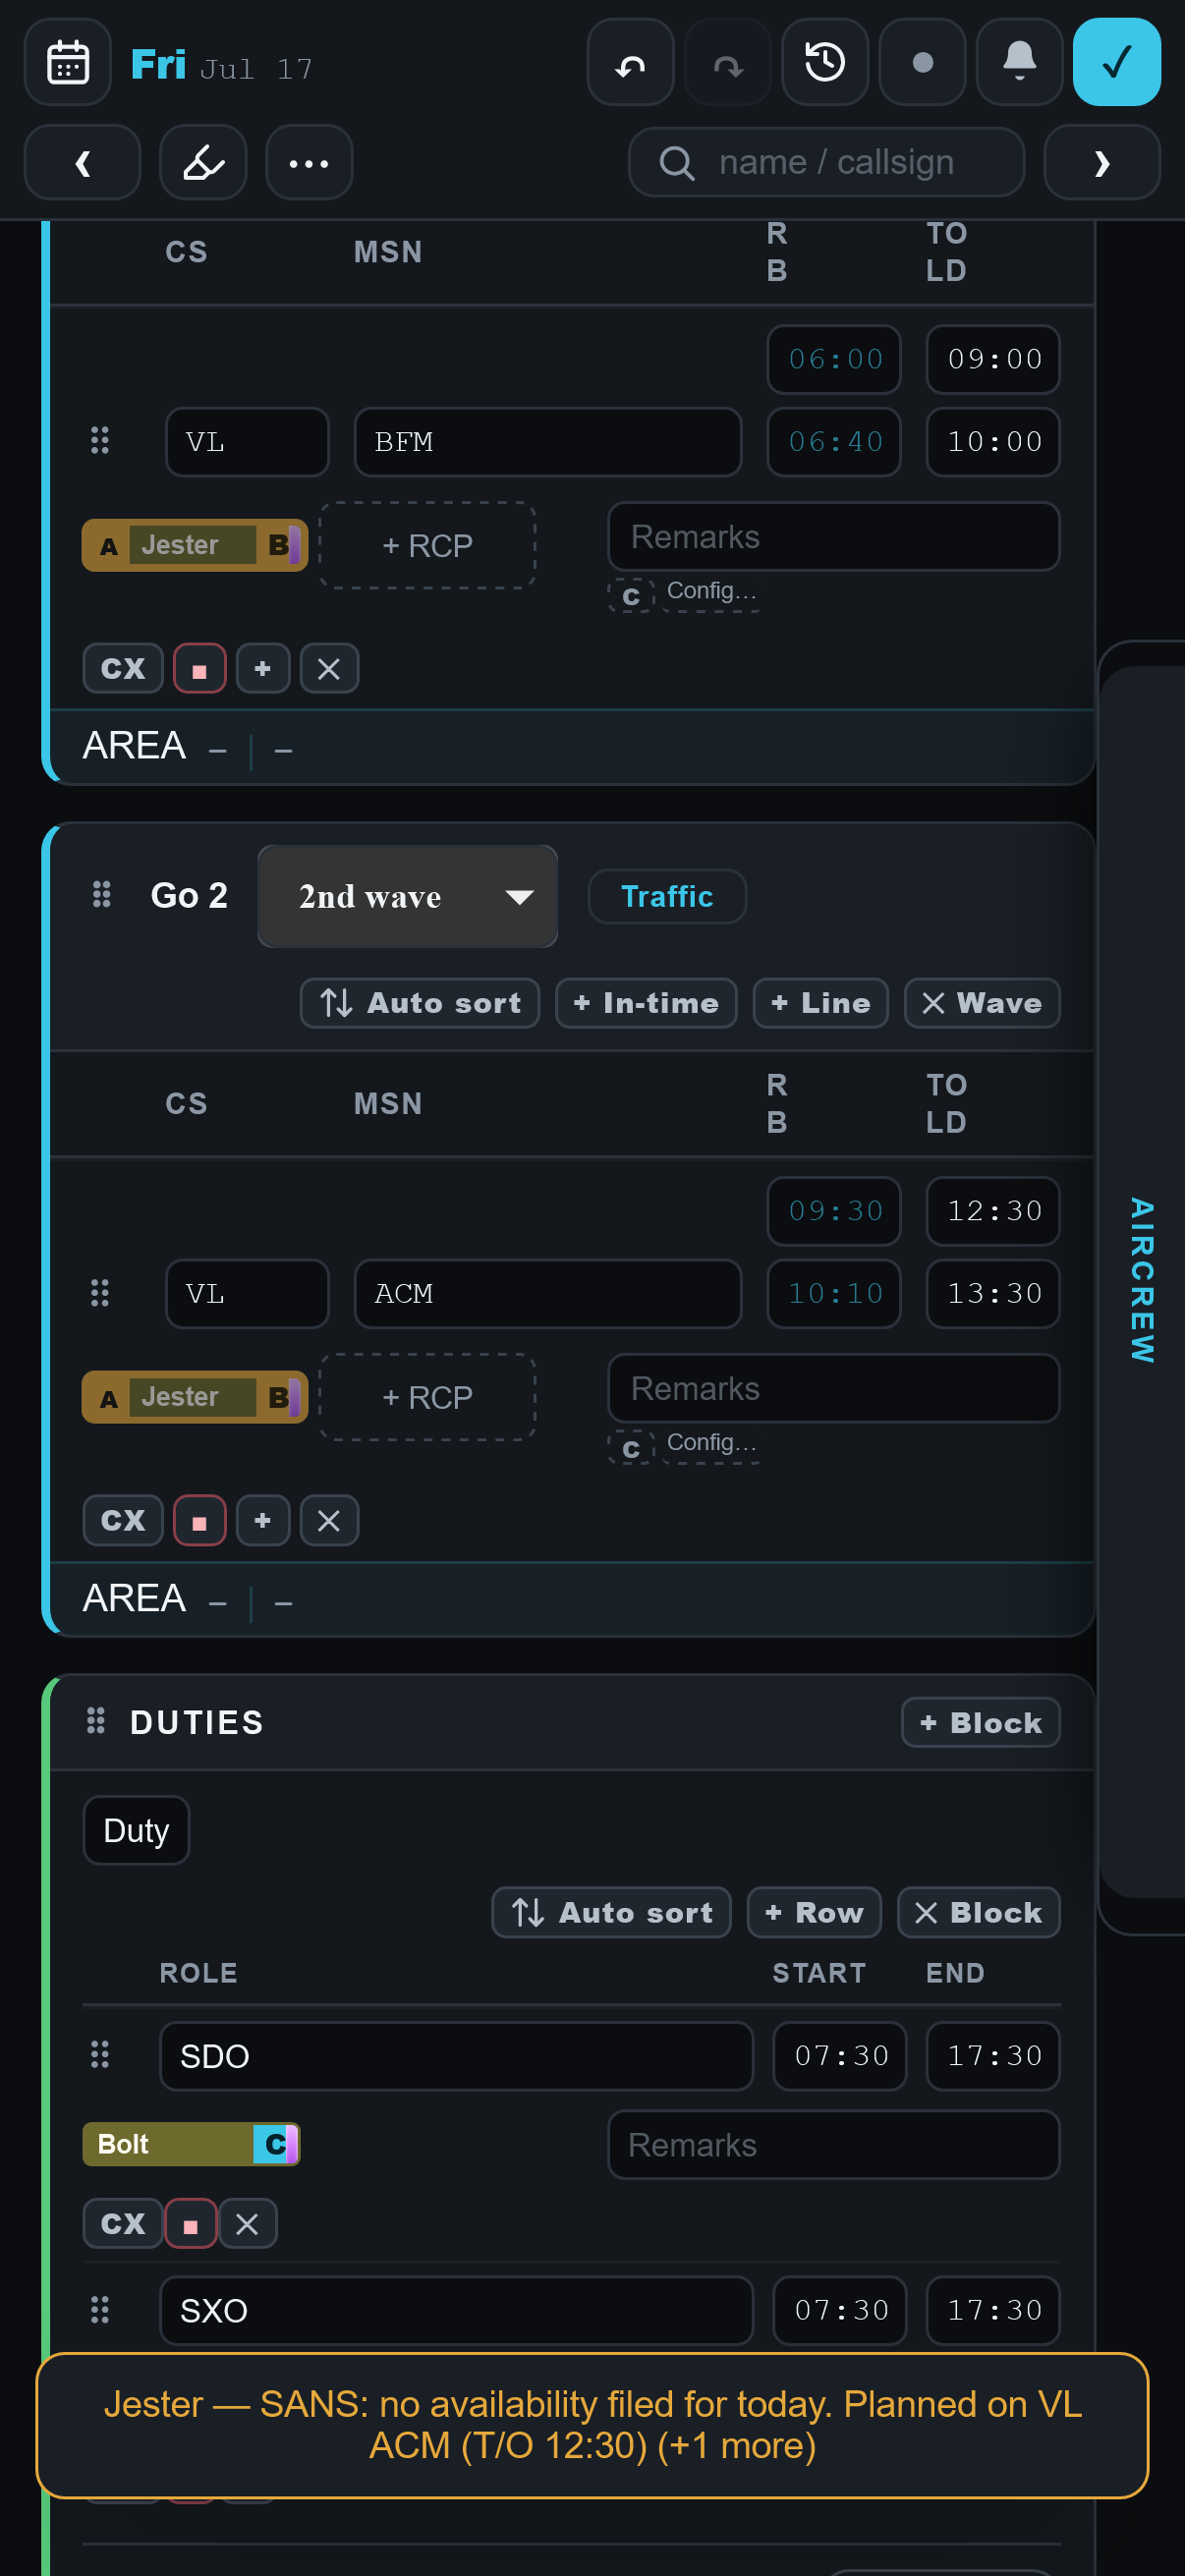 Fri Jul 17
name / callsign
CS MSN R TO
B LD
06:00 09:00
VL BFM 06:40 10:00
A Jester B + RCP Remarks
C Config...
CX + ×
AREA – | –
Go 2 2nd wave Traffic
Auto sort + In-time + Line × Wave
CS MSN R TO
B LD
09:30 12:30
VL ACM 10:10 13:30
A Jester B + RCP Remarks
C Config...
CX + ×
AREA – | –
AIRCREW
DUTIES + Block
Duty
Auto sort + Row × Block
ROLE START END
SDO 07:30 17:30
Bolt C Remarks
CX ×
SXO 07:30 17:30
Jester — SANS: no availability filed for today. Planned on VL
ACM (T/O 12:30) (+1 more)